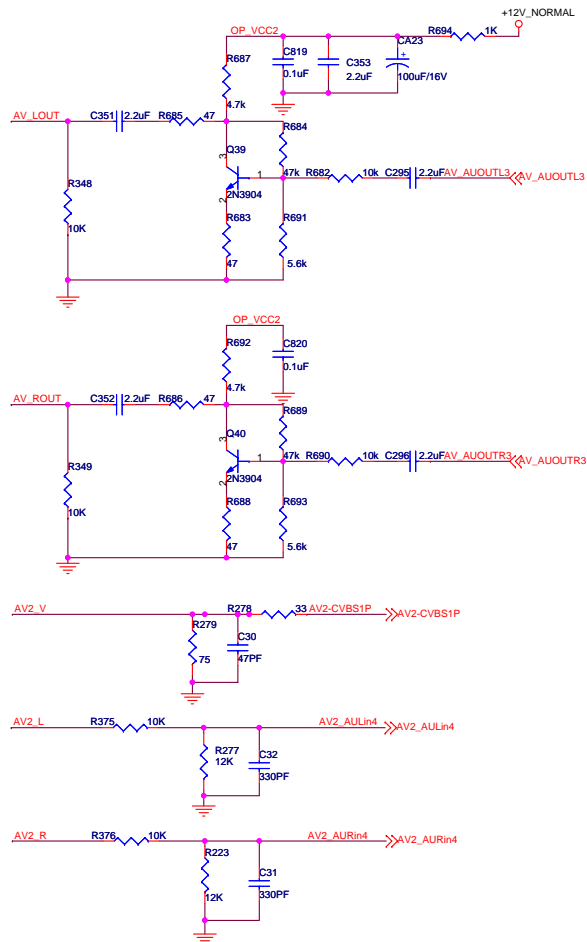 +12V_NORMAL
OP_VCC2
R694
1K
R687
4.7k
C819
0.1uF
C353
2.2uF
CA23
+
100uF/16V
AV_LOUT
C351
2.2uF
R685
47
R684
47k
Q39
3
1
2
2N3904
R682
10k
C295
2.2uF
AV_AUOUTL3
AV_AUOUTL3
R348
10K
R683
47
R691
5.6k
OP_VCC2
R692
4.7k
C820
0.1uF
AV_ROUT
C352
2.2uF
R686
47
R689
47k
Q40
3
1
2
2N3904
R690
10k
C296
2.2uF
AV_AUOUTR3
AV_AUOUTR3
R349
10K
R688
47
R693
5.6k
AV2_V
R278
33
AV2-CVBS1P
AV2-CVBS1P
R279
75
C30
47PF
AV2_L
R375
10K
AV2_AULin4
AV2_AULin4
R277
12K
C32
330PF
AV2_R
R376
10K
AV2_AURin4
AV2_AURin4
R223
12K
C31
330PF